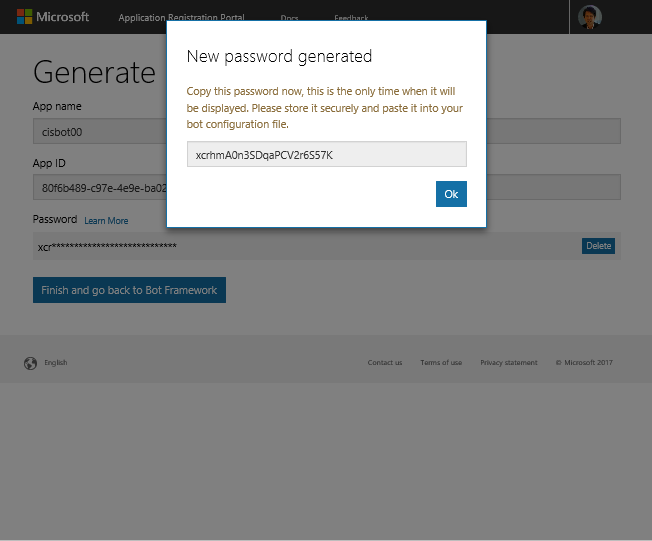 Microsoft
Application Registration Portal
Docs
Feedback
Generate
App name
cisbot00
App ID
80f6b489-c97e-4e9e-ba02
Password Learn More
xcr****************************
Delete
Finish and go back to Bot Framework
New password generated
Copy this password now, this is the only time when it will
be displayed. Please store it securely and paste it into your
bot configuration file.
xcrhmA0n3SDqaPCV2r6S57K
Ok
English
Contact us
Terms of use
Privacy statement
© Microsoft 2017